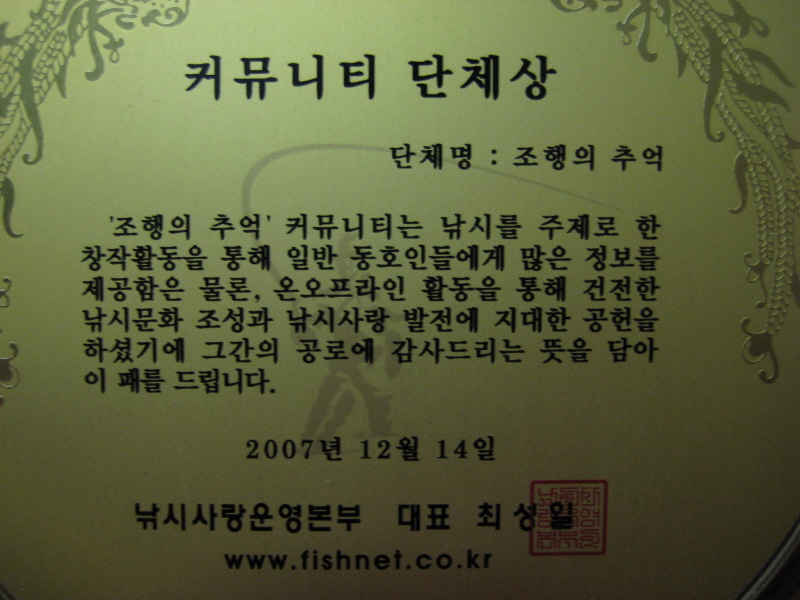 커뮤니티 단체상
단체명 : 조행의 추억
'조행의 추억' 커뮤니티는 낚시를 주제로 한
창작활동을 통해 일반 동호인들에게 많은 정보를
제공함은 물론, 온오프라인 활동을 통해 건전한
낚시문화 조성과 낚시사랑 발전에 지대한 공헌을
하셨기에 그간의 공로에 감사드리는 뜻을 담아
이 패를 드립니다.
2007년 12월 14일
낚시사랑운영본부 대표 최성일
www.fishnet.co.kr